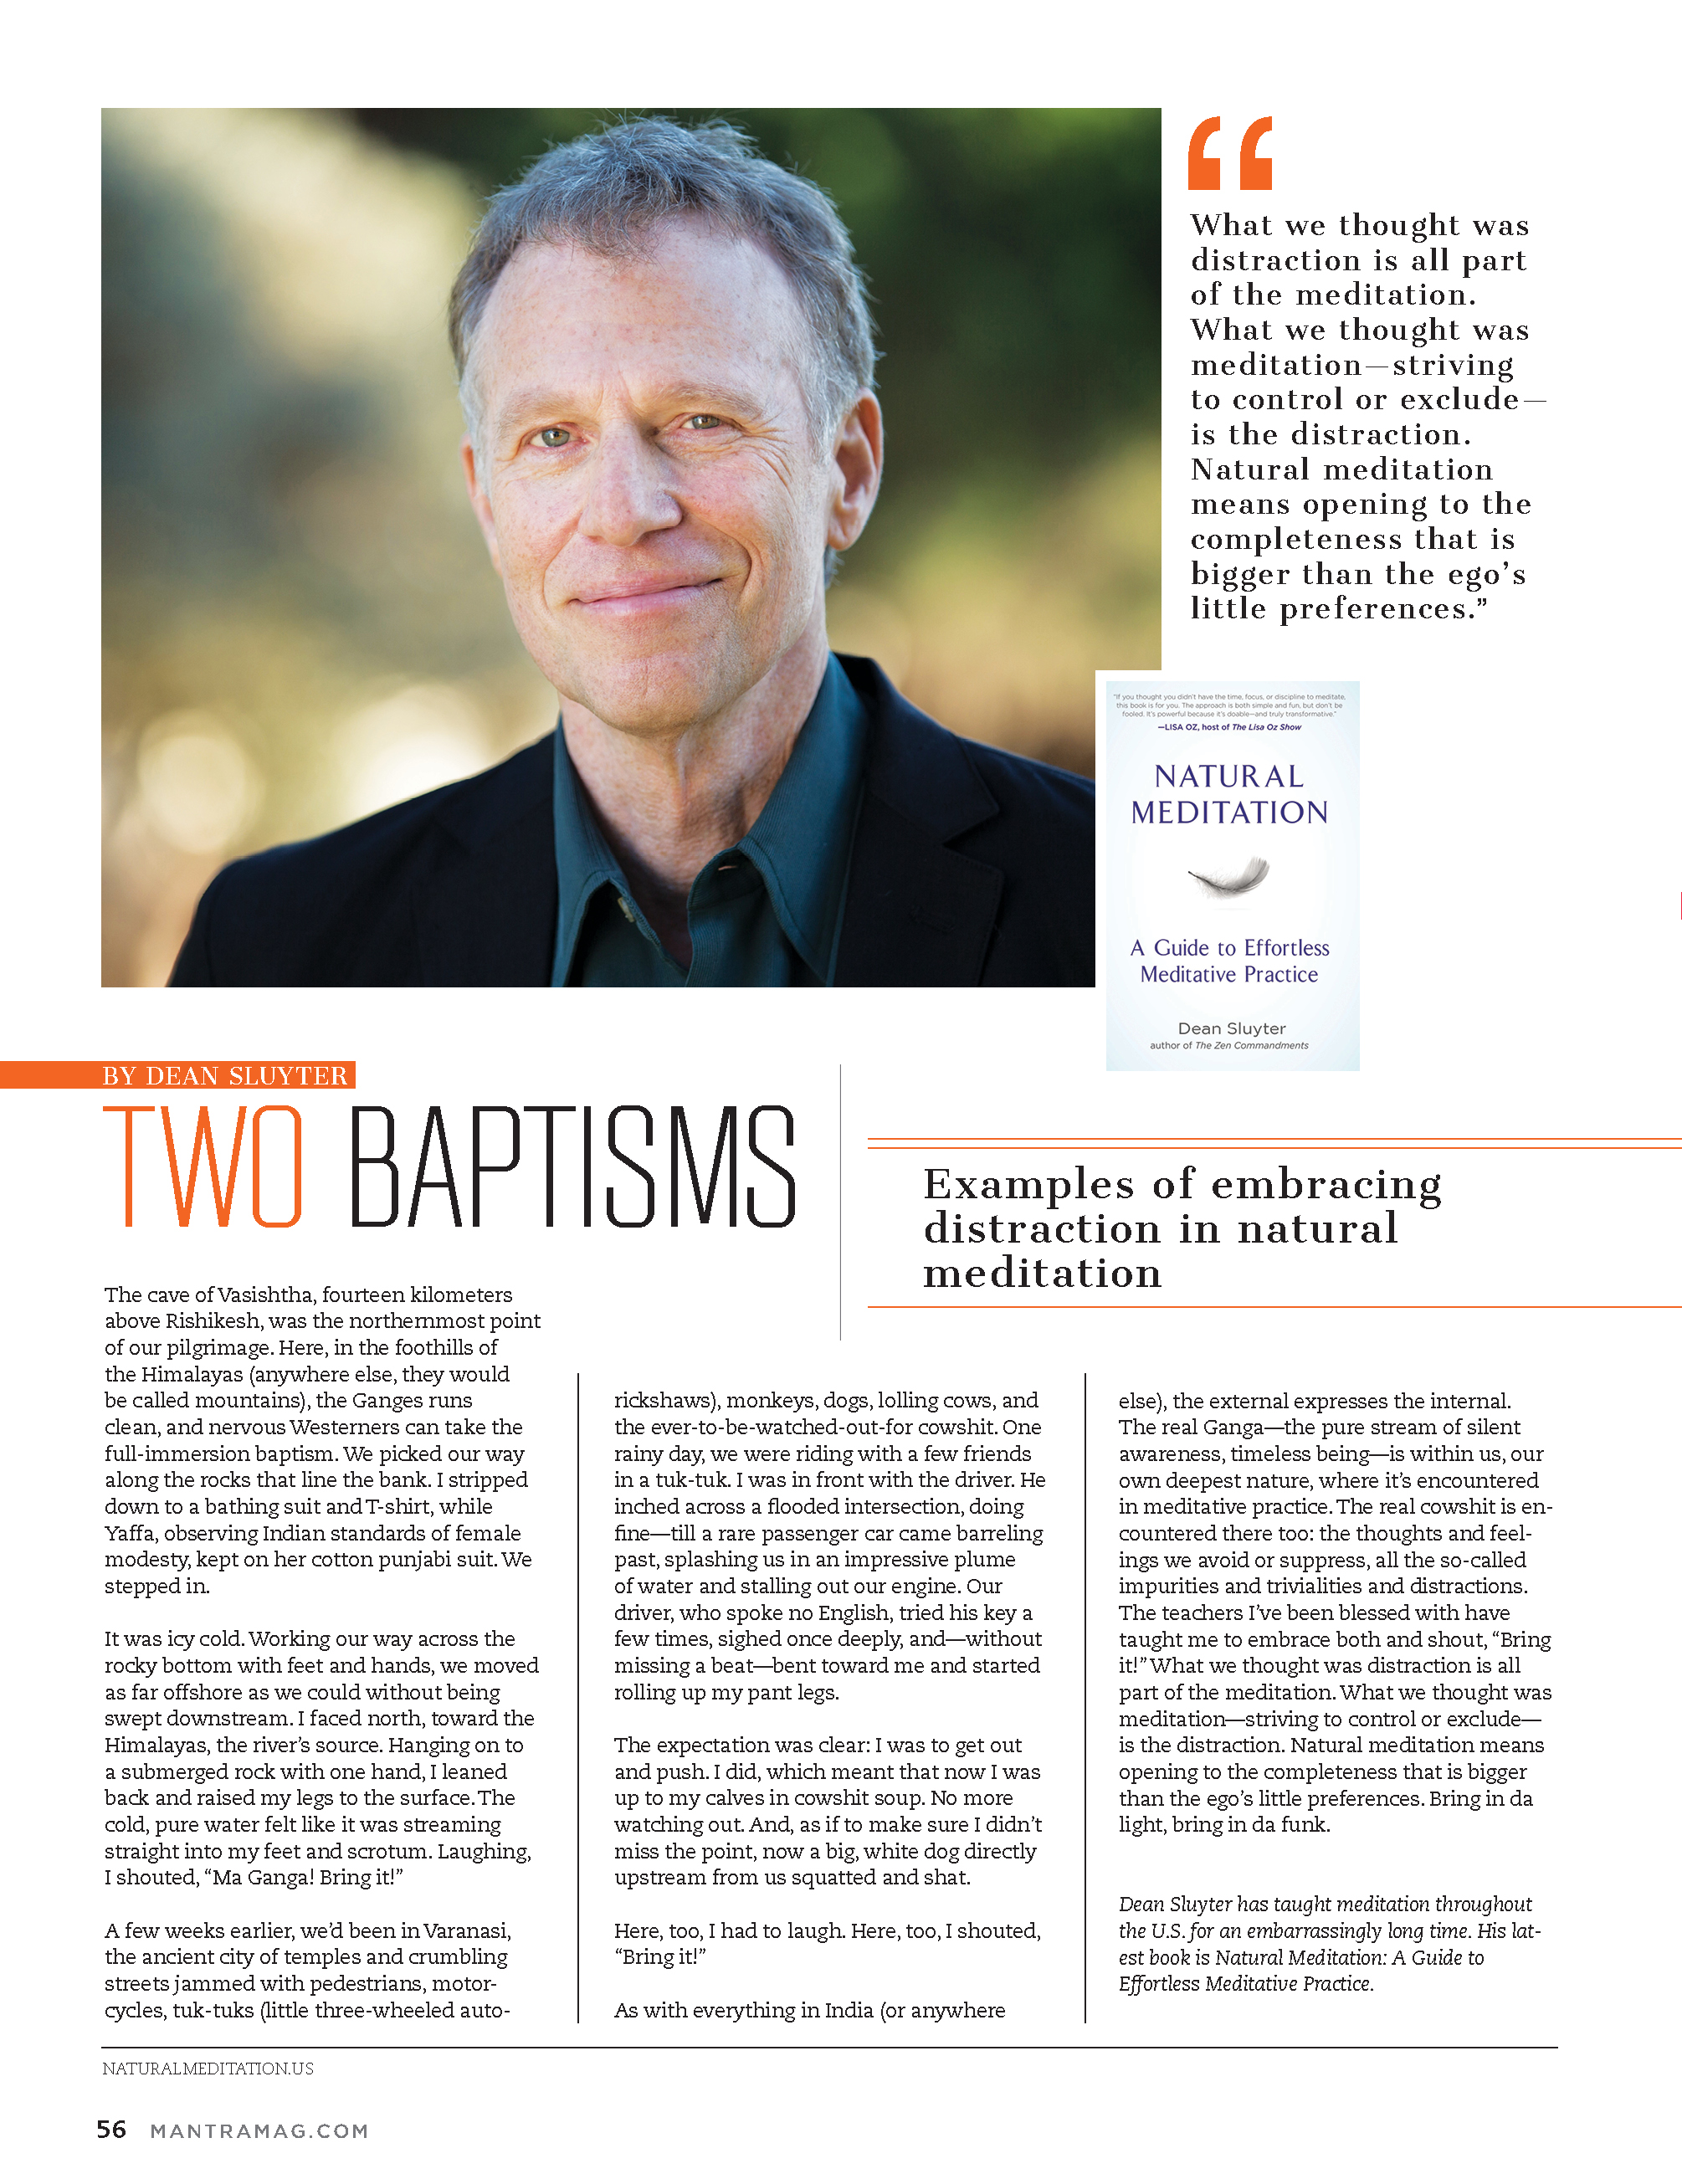 “
What we thought was
distraction is all part
of the meditation.
What we thought was
meditation—striving
to control or exclude—
is the distraction.
Natural meditation
means opening to the
completeness that is
bigger than the ego’s
little preferences.”
“If you thought you didn’t have the time, focus, or discipline to meditate,
this book is for you. The approach is both simple and fun, but don’t be
fooled. It’s powerful because it’s doable—and truly transformative.”
—LISA OZ, host of The Lisa Oz Show
NATURAL
MEDITATION
A Guide to Effortless
Meditative Practice
Dean Sluyter
author of The Zen Commandments
BY DEAN SLUYTER
TWO BAPTISMS
Examples of embracing
distraction in natural
meditation
The cave of Vasishtha, fourteen kilometers
above Rishikesh, was the northernmost point
of our pilgrimage. Here, in the foothills of
the Himalayas (anywhere else, they would
be called mountains), the Ganges runs
clean, and nervous Westerners can take the
full-immersion baptism. We picked our way
along the rocks that line the bank. I stripped
down to a bathing suit and T-shirt, while
Yaffa, observing Indian standards of female
modesty, kept on her cotton punjabi suit. We
stepped in.
It was icy cold. Working our way across the
rocky bottom with feet and hands, we moved
as far offshore as we could without being
swept downstream. I faced north, toward the
Himalayas, the river’s source. Hanging on to
a submerged rock with one hand, I leaned
back and raised my legs to the surface. The
cold, pure water felt like it was streaming
straight into my feet and scrotum. Laughing,
I shouted, “Ma Ganga! Bring it!”
A few weeks earlier, we’d been in Varanasi,
the ancient city of temples and crumbling
streets jammed with pedestrians, motor-
cycles, tuk-tuks (little three-wheeled auto-
rickshaws), monkeys, dogs, lolling cows, and
the ever-to-be-watched-out-for cowshit. One
rainy day, we were riding with a few friends
in a tuk-tuk. I was in front with the driver. He
inched across a flooded intersection, doing
fine—till a rare passenger car came barreling
past, splashing us in an impressive plume
of water and stalling out our engine. Our
driver, who spoke no English, tried his key a
few times, sighed once deeply, and—without
missing a beat—bent toward me and started
rolling up my pant legs.
The expectation was clear: I was to get out
and push. I did, which meant that now I was
up to my calves in cowshit soup. No more
watching out. And, as if to make sure I didn’t
miss the point, now a big, white dog directly
upstream from us squatted and shat.
Here, too, I had to laugh. Here, too, I shouted,
“Bring it!”
As with everything in India (or anywhere
else), the external expresses the internal.
The real Ganga—the pure stream of silent
awareness, timeless being—is within us, our
own deepest nature, where it’s encountered
in meditative practice. The real cowshit is en-
countered there too: the thoughts and feel-
ings we avoid or suppress, all the so-called
impurities and trivialities and distractions.
The teachers I’ve been blessed with have
taught me to embrace both and shout, “Bring
it!” What we thought was distraction is all
part of the meditation. What we thought was
meditation—striving to control or exclude—
is the distraction. Natural meditation means
opening to the completeness that is bigger
than the ego’s little preferences. Bring in da
light, bring in da funk.
Dean Sluyter has taught meditation throughout
the U.S. for an embarrassingly long time. His lat-
est book is Natural Meditation: A Guide to
Effortless Meditative Practice.
NATURALMEDITATION.US
56 MANTRAMAG.COM